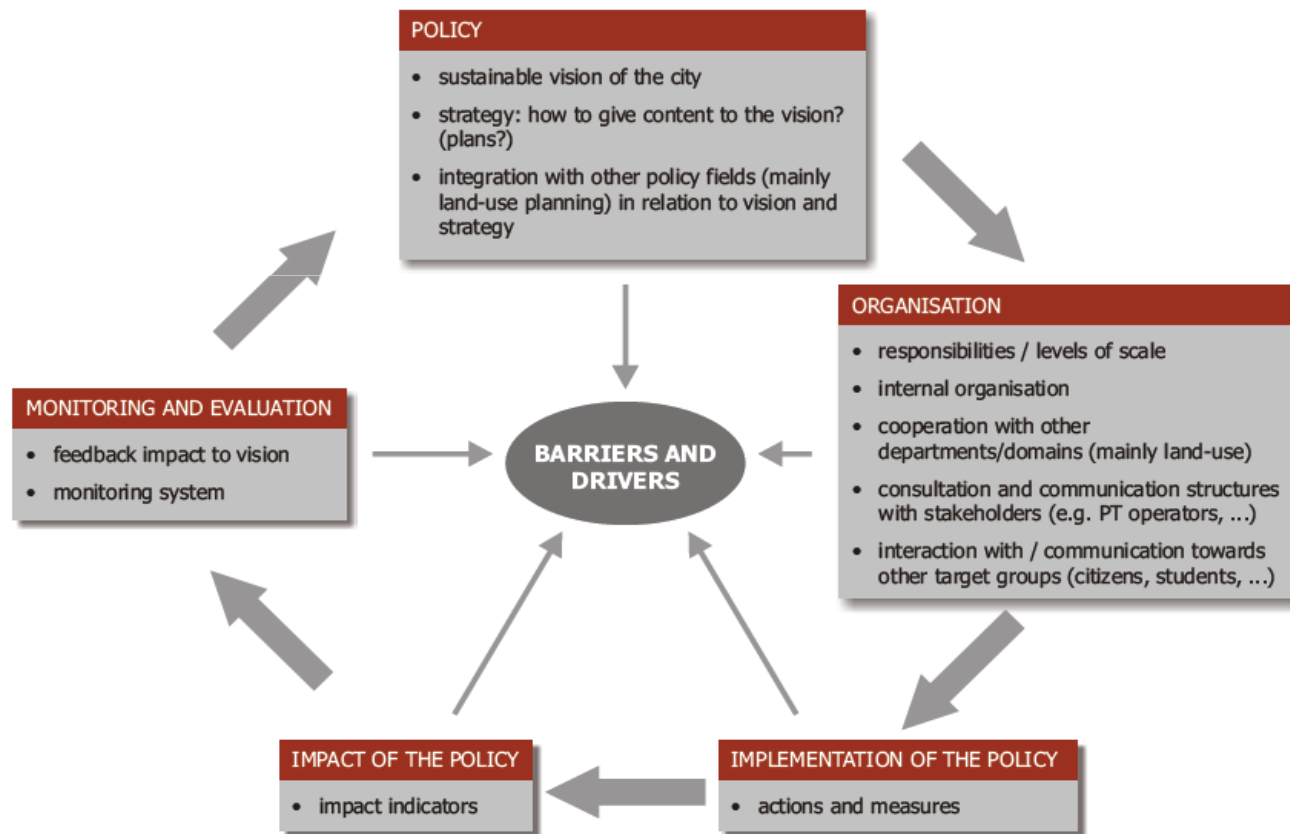 POLICY
• sustainable vision of the city
• strategy: how to give content to the vision?
(plans?)
• integration with other policy fields (mainly
land-use planning) in relation to vision and
strategy
ORGANISATION
• responsibilities / levels of scale
• internal organisation
• cooperation with other
departments/domains (mainly land-use)
• consultation and communication structures
with stakeholders (e.g. PT operators, ...)
• interaction with / communication towards
other target groups (citizens, students, ...)
MONITORING AND EVALUATION
• feedback impact to vision
• monitoring system
BARRIERS AND
DRIVERS
IMPACT OF THE POLICY
• impact indicators
IMPLEMENTATION OF THE POLICY
• actions and measures